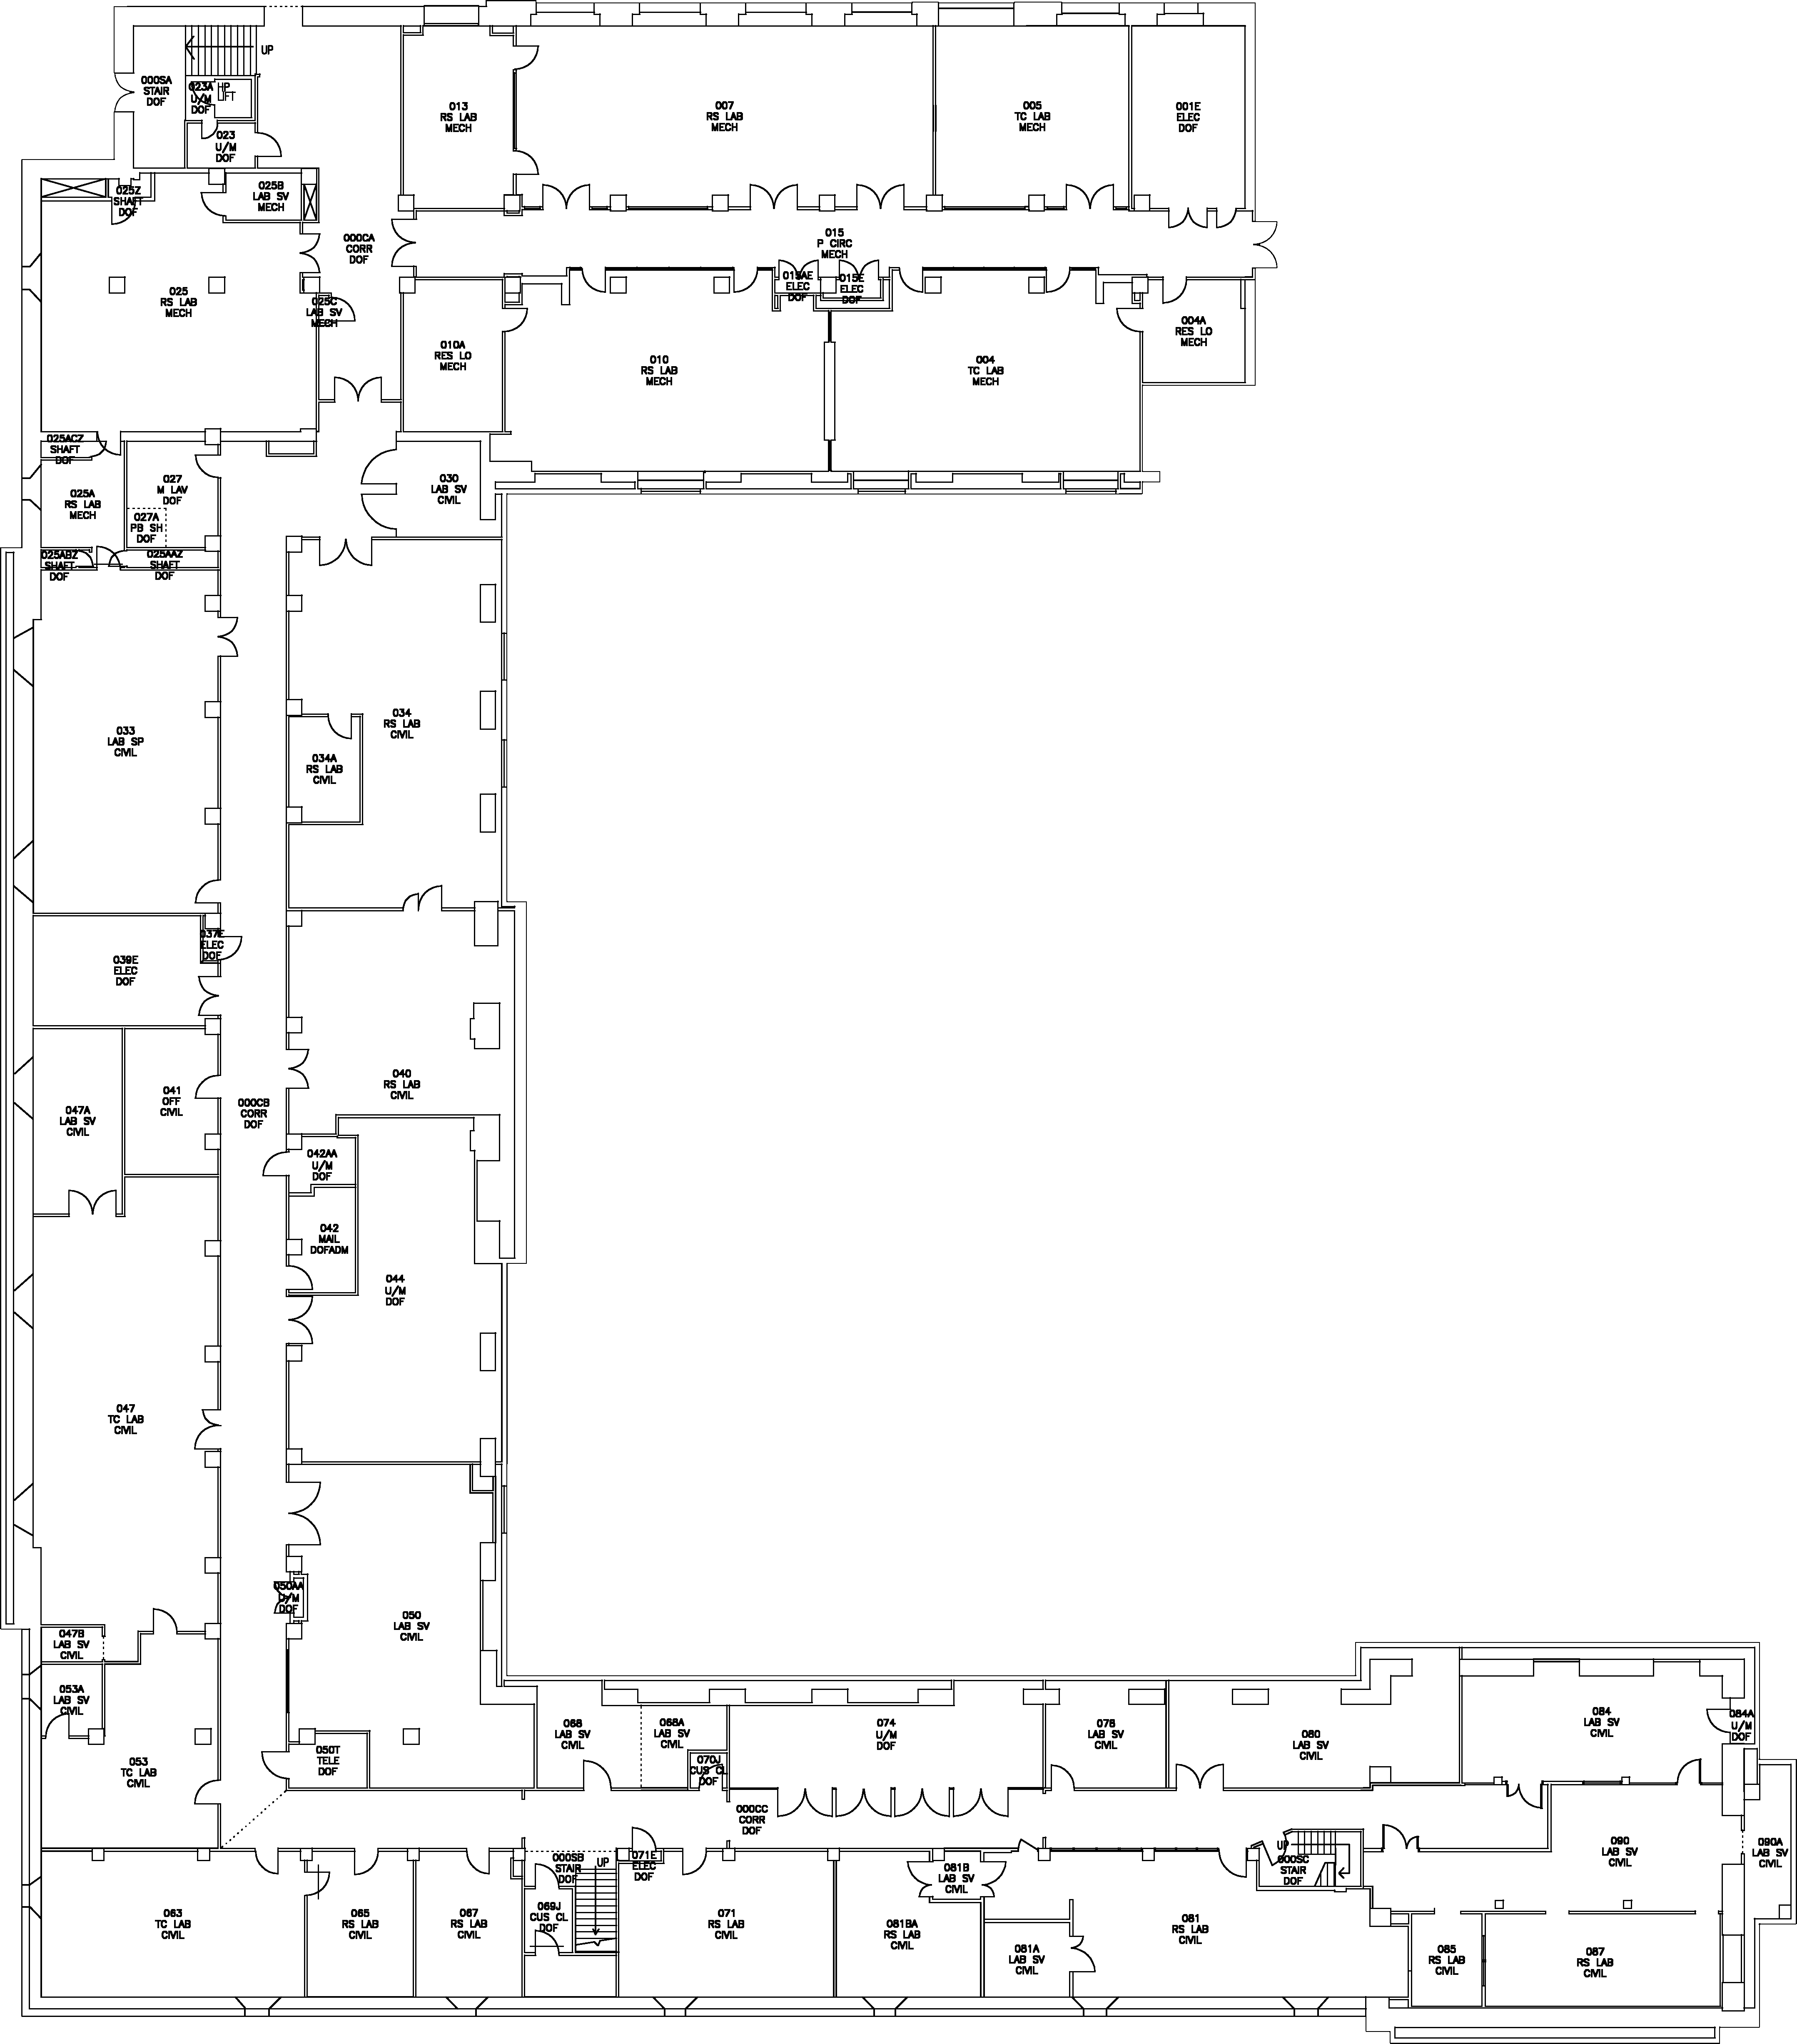 000SA
STAIR
DOF
UP
023A
U/M
DOF
HP
LIFT
023
U/M
DOF
013
RS LAB
MECH
007
RS LAB
MECH
005
TC LAB
MECH
001E
ELEC
DOF
025Z
SHAFT
DOF
025B
LAB SV
MECH
000CA
CORR
DOF
015
P CIRC
MECH
015AE
ELEC
DOF
015E
ELEC
DOF
025
RS LAB
MECH
025C
LAB SV
MECH
010A
RES LO
MECH
010
RS LAB
MECH
004
TC LAB
MECH
004A
RES LO
MECH
025ACZ
SHAFT
DOF
025A
RS LAB
MECH
027
M LAV
DOF
027A
PB SH
DOF
030
LAB SV
CIVIL
025ABZ
SHAFT
DOF
025AAZ
SHAFT
DOF
033
LAB SP
CIVIL
034
RS LAB
CIVIL
034A
RS LAB
CIVIL
037E
ELEC
DOF
039E
ELEC
DOF
040
RS LAB
CIVIL
041
OFF
CIVIL
047A
LAB SV
CIVIL
000CB
CORR
DOF
042AA
U/M
DOF
042
MAIL
DOFADM
044
U/M
DOF
047
TC LAB
CIVIL
050AA
U/M
DOF
050
LAB SV
CIVIL
047B
LAB SV
CIVIL
053A
LAB SV
CIVIL
053
TC LAB
CIVIL
050T
TELE
DOF
068
LAB SV
CIVIL
068A
LAB SV
CIVIL
070J
CUS CL
DOF
074
U/M
DOF
078
LAB SV
CIVIL
080
LAB SV
CIVIL
084
LAB SV
CIVIL
084A
U/M
DOF
000CC
CORR
DOF
000SB
STAIR
DOF
UP
071E
ELEC
DOF
081B
LAB SV
CIVIL
UP
000SC
STAIR
DOF
090
LAB SV
CIVIL
090A
LAB SV
CIVIL
063
TC LAB
CIVIL
065
RS LAB
CIVIL
067
RS LAB
CIVIL
069J
CUS CL
DOF
071
RS LAB
CIVIL
081BA
RS LAB
CIVIL
081A
LAB SV
CIVIL
081
RS LAB
CIVIL
085
RS LAB
CIVIL
087
RS LAB
CIVIL